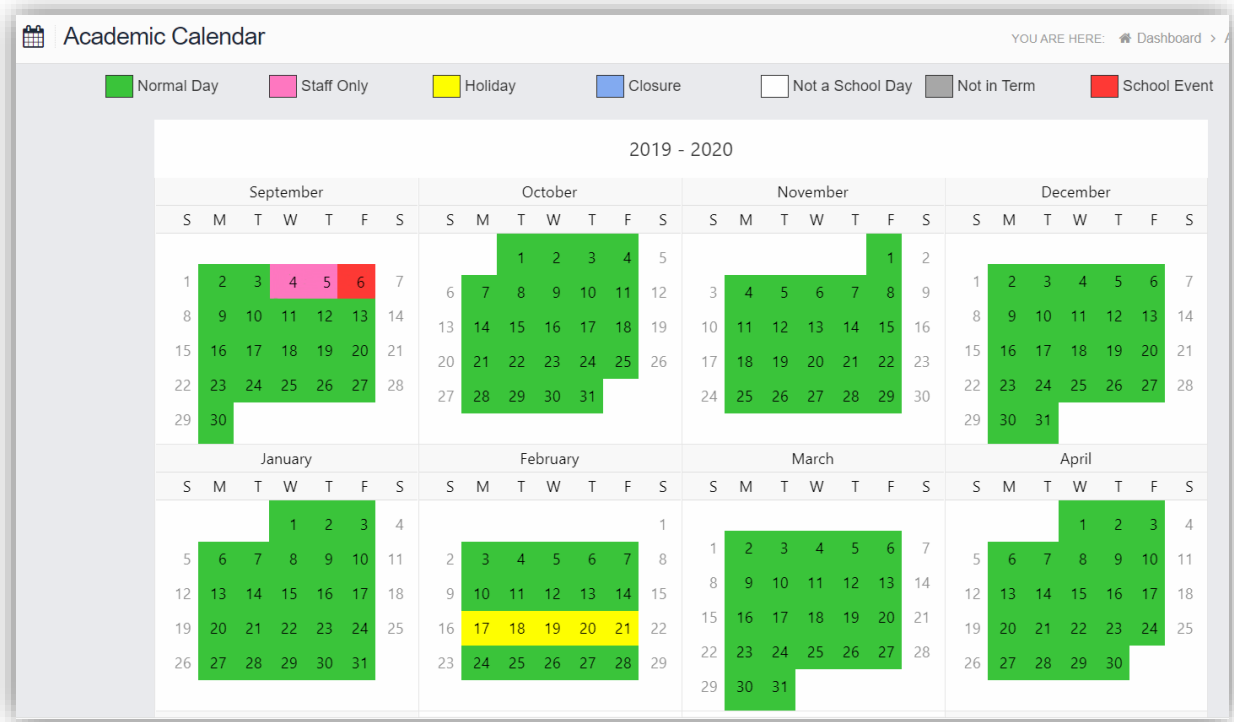 Academic Calendar
YOU ARE HERE: Dashboard >
Normal Day Staff Only Holiday Closure Not a School Day Not in Term School Event
2019 - 2020
September October November December
S M T W T F S S M T W T F S S M T W T F S S M T W T F S
1 2 3 4 5 1 2
1 2 3 4 5 6 7 6 7 8 9 10 11 12 3 4 5 6 7 8 9 1 2 3 4 5 6 7
8 9 10 11 12 13 14 13 14 15 16 17 18 19 10 11 12 13 14 15 16 8 9 10 11 12 13 14
15 16 17 18 19 20 21 20 21 22 23 24 25 26 17 18 19 20 21 22 23 15 16 17 18 19 20 21
22 23 24 25 26 27 28 27 28 29 30 31 24 25 26 27 28 29 30 22 23 24 25 26 27 28
29 30 29 30 31
January February March April
S M T W T F S S M T W T F S S M T W T F S S M T W T F S
1 2 3 4 1 1 2 3 4
5 6 7 8 9 10 11 2 3 4 5 6 7 8 1 2 3 4 5 6 7 5 6 7 8 9 10 11
12 13 14 15 16 17 18 9 10 11 12 13 14 15 8 9 10 11 12 13 14 12 13 14 15 16 17 18
19 20 21 22 23 24 25 16 17 18 19 20 21 22 15 16 17 18 19 20 21 19 20 21 22 23 24 25
26 27 28 29 30 31 23 24 25 26 27 28 29 22 23 24 25 26 27 28 26 27 28 29 30
29 30 31